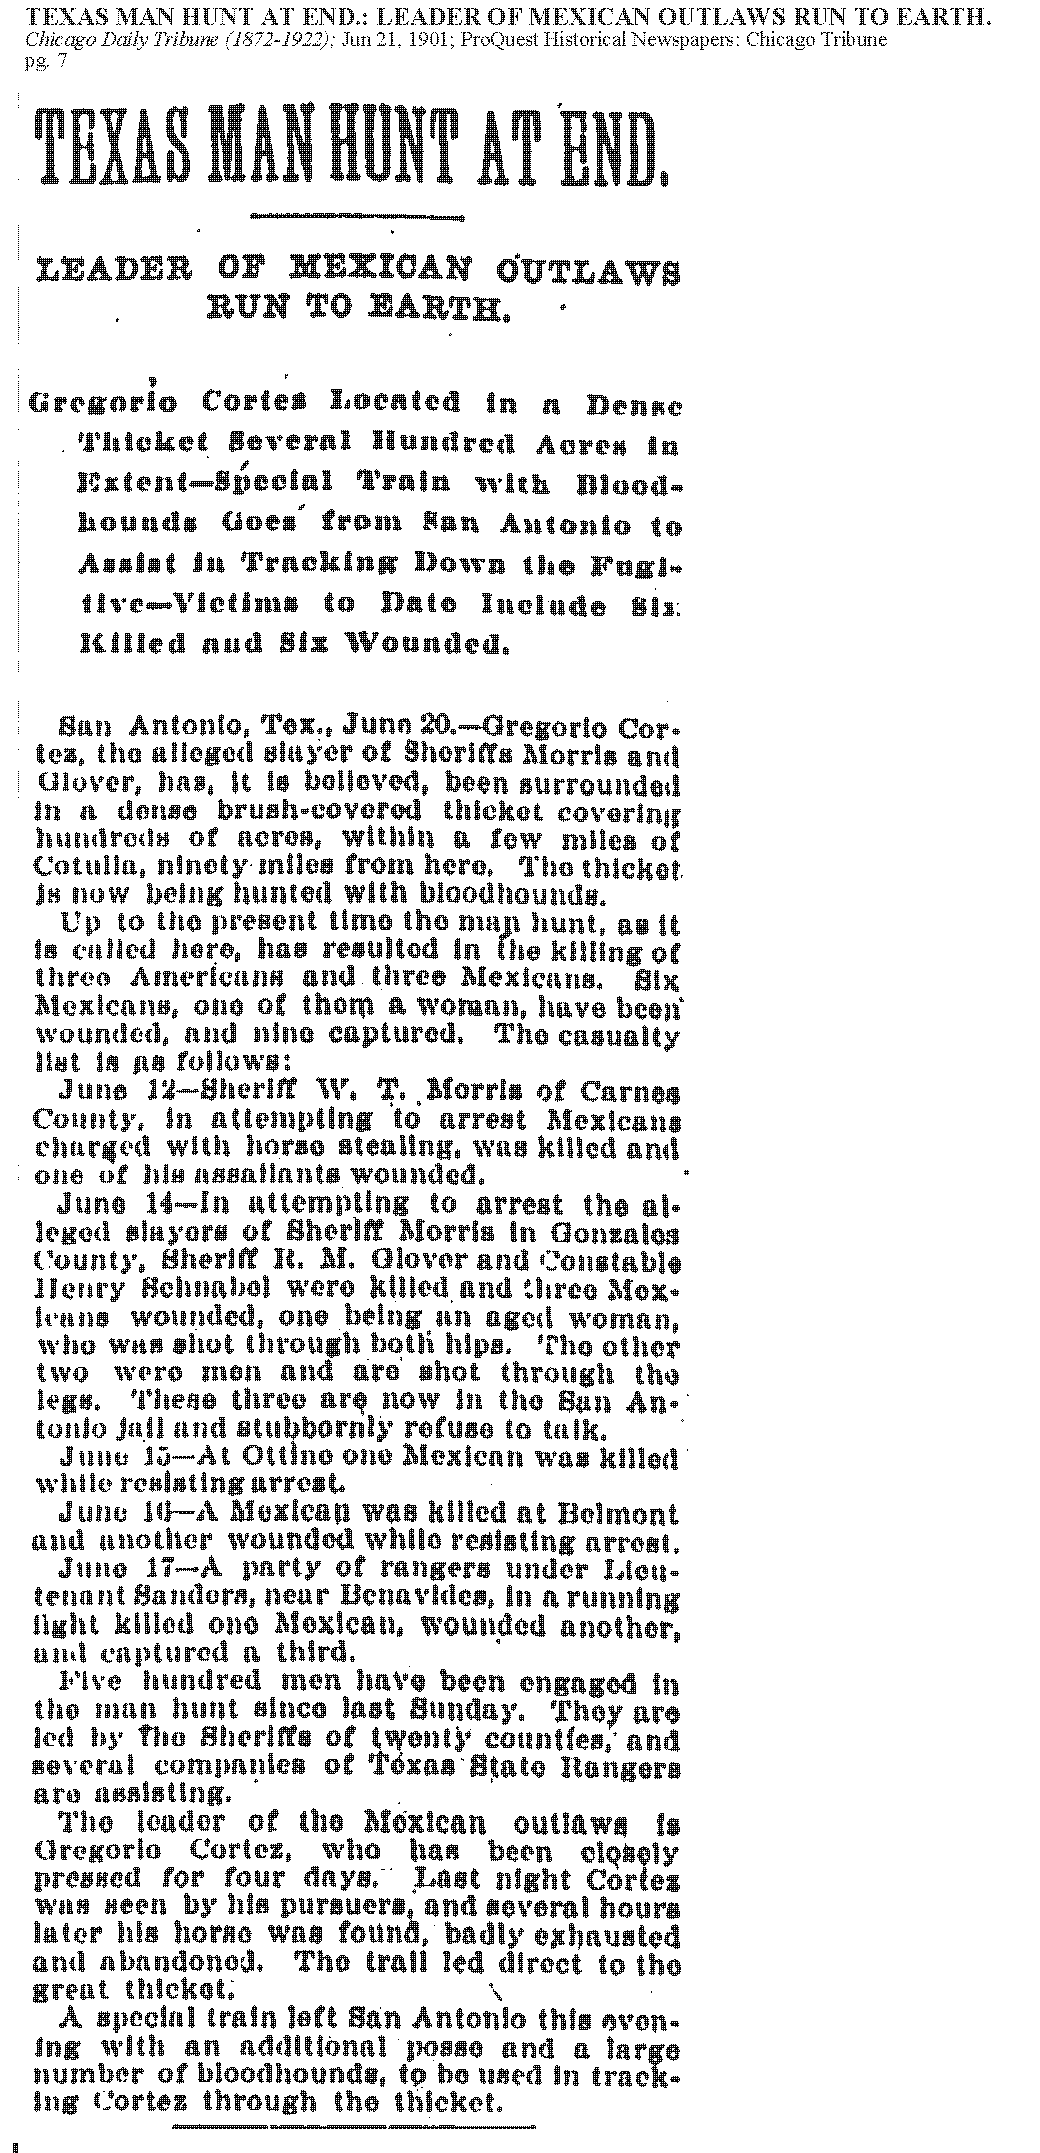 TEXAS MAN HUNT AT END.: LEADER OF MEXICAN OUTLAWS RUN TO EARTH.
Chicago Daily Tribune (1872-1922); Jun 21, 1901; ProQuest Historical Newspapers: Chicago Tribune
pg. 7
TEXAS MAN HUNT AT END.
LEADER OF MEXICAN OUTLAWS
RUN TO EARTH.
Gregorio Cortes Located in a Dense
Thicket Several Hundred Acres in
Extent—Special Train with Blood-
hounds Goes from San Antonio to
Assist in Tracking Down the Fugi-
tive—Victims to Date Include Six
Killed and Six Wounded.
San Antonio, Tex., June 20.—Gregorio Cor-
tez, the alleged slayer of Sheriffs Morris and
Glover, has, it is believed, been surrounded
in a dense brush-covered thicket covering
hundreds of acres, within a few miles of
Cotulla, ninety miles from here. The thicket
is now being hunted with bloodhounds.
Up to the present time the man hunt, as it
is called here, has resulted in the killing of
three Americans and three Mexicans. Six
Mexicans, one of them a woman, have been
wounded, and nine captured. The casualty
list is as follows:
June 12—Sheriff W. T. Morris of Carnes
County, in attempting to arrest Mexicans
charged with horse stealing, was killed and
one of his assailants wounded.
June 14—In attempting to arrest the al-
leged slayers of Sheriff Morris in Gonzales
County, Sheriff R. M. Glover and Constable
Henry Schnabel were killed and three Mex-
icans wounded, one being an aged woman,
who was shot through both hips. The other
two were men and are shot through the
legs. These three are now in the San An-
tonio jail and stubbornly refuse to talk.
June 15—At Ottine one Mexican was killed
while resisting arrest.
June 16—A Mexican was killed at Belmont
and another wounded while resisting arrest.
June 17—A party of rangers under Lieu-
tenant Sanders, near Benavides, in a running
fight killed one Mexican, wounded another,
and captured a third.
Five hundred men have been engaged in
the man hunt since last Sunday. They are
led by the Sheriffs of twenty counties, and
several companies of Texas State Rangers
are assisting.
The leader of the Mexican outlaws is
Gregorio Cortez, who has been closely
pressed for four days. Last night Cortez
was seen by his pursuers, and several hours
later his horse was found, badly exhausted
and abandoned. The trail led direct to the
great thicket.
A special train left San Antonio this even-
ing with an additional posse and a large
number of bloodhounds, to be used in track-
ing Cortez through the thicket.